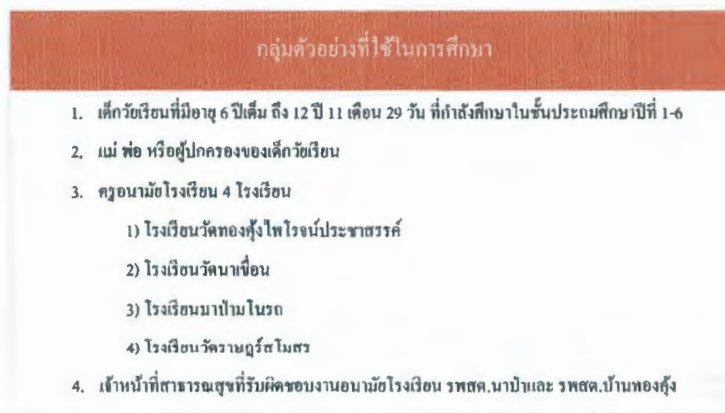 กลุ่มตัวอย่างที่ใช้ในการศึกษา
1. เด็กวัยเรียนที่มีอายุ 6 ปีเต็ม ถึง 12 ปี 11 เดือน 29 วัน ที่กำลังศึกษาในชั้นประถมศึกษาปีที่ 1-6
2. แม่ พ่อ หรือผู้ปกครองของเด็กวัยเรียน
3. ครูอนามัยโรงเรียน 4 โรงเรียน
1) โรงเรียนวัดทองคุ้งไพโรจน์ประชาสรรค์
2) โรงเรียนวัดนาเขื่อน
3) โรงเรียนมาป่ามโนรถ
4) โรงเรียนวัดราษฎร์สโมสร
4. เจ้าหน้าที่สาธารณสุขที่รับผิดชอบงานอนามัยโรงเรียน รพสต.นาป่าและ รพสต.บ้านทองคุ้ง